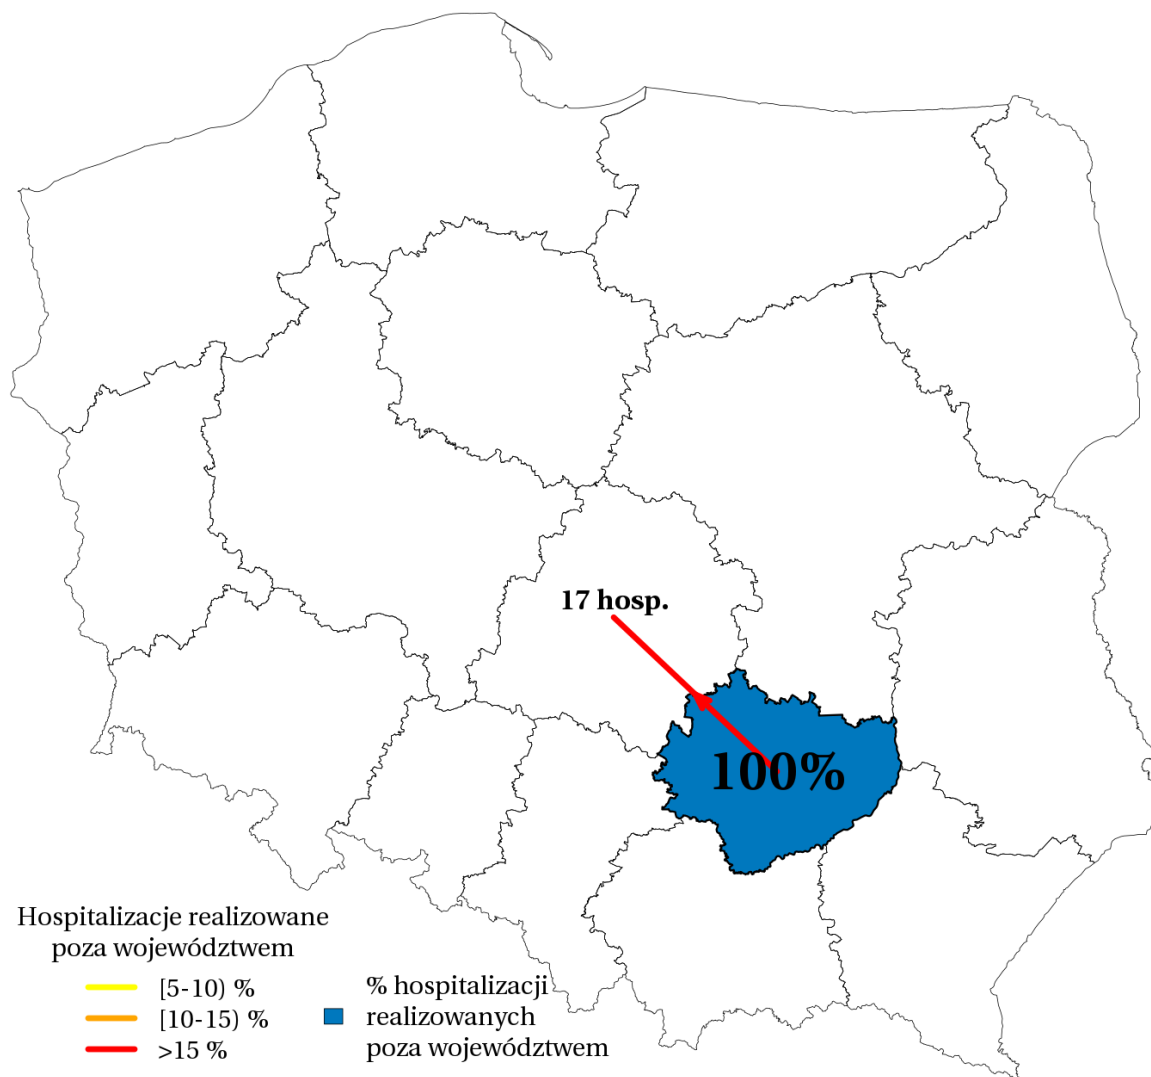 17 hosp.
100%
Hospitalizacje realizowane
poza województwem
[5-10) %
[10-15) %
>15 %
% hospitalizacji
realizowanych
poza województwem